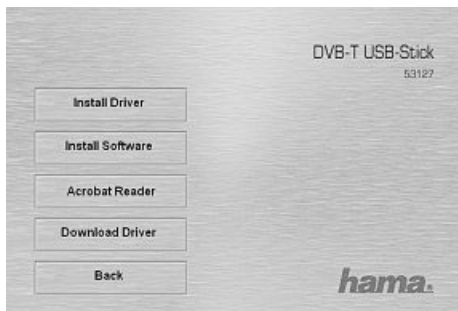 DVB-T USB-Stick
53127
Install Driver
Install Software
Acrobat Reader
Download Driver
Back
hama.